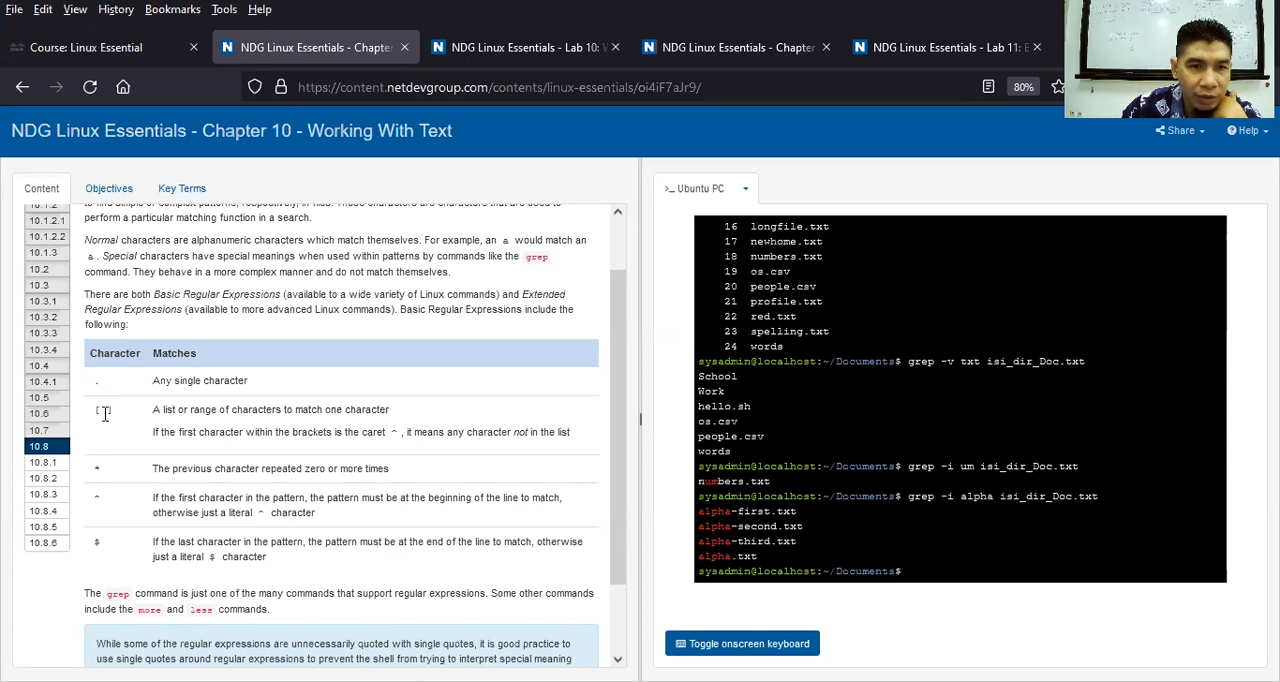 File Edit View History Bookmarks Tools Help
Course: Linux Essential
NDG Linux Essentials - Chapter
NDG Linux Essentials - Lab 10:
NDG Linux Essentials - Chapter
NDG Linux Essentials - Lab 11: E
https://content.netdevgroup.com/contents/linux-essentials/oi4iF7aJr9/
80%
NDG Linux Essentials - Chapter 10 - Working With Text
Share
Help
Content Objectives Key Terms
10.1.2
10.1.2.1
10.1.2.2
10.1.3
10.2
10.3
10.3.1
10.3.2
10.3.3
10.3.4
10.4
10.4.1
10.5
10.6
10.7
10.8
10.8.1
10.8.2
10.8.3
10.8.4
10.8.5
10.8.6
perform a particular matching function in a search.
Normal characters are alphanumeric characters which match themselves. For example, an a would match an
a. Special characters have special meanings when used within patterns by commands like the grep
command. They behave in a more complex manner and do not match themselves.
There are both Basic Regular Expressions (available to a wide variety of Linux commands) and Extended
Regular Expressions (available to more advanced Linux commands). Basic Regular Expressions include the
following:
Character Matches
. Any single character
[ ] A list or range of characters to match one character
If the first character within the brackets is the caret ^ , it means any character not in the list
* The previous character repeated zero or more times
^ If the first character in the pattern, the pattern must be at the beginning of the line to match,
otherwise just a literal ^ character
$ If the last character in the pattern, the pattern must be at the end of the line to match, otherwise
just a literal $ character
The grep command is just one of the many commands that support regular expressions. Some other commands
include the more and less commands.
While some of the regular expressions are unnecessarily quoted with single quotes, it is good practice to
use single quotes around regular expressions to prevent the shell from trying to interpret special meaning
Ubuntu PC
16 longfile.txt
17 newhome.txt
18 numbers.txt
19 os.csv
20 people.csv
21 profile.txt
22 red.txt
23 spelling.txt
24 words
sysadmin@localhost:~/Documents$ grep -v txt isi_dir_Doc.txt
School
Work
hello.sh
os.csv
people.csv
words
sysadmin@localhost:~/Documents$ grep -i um isi_dir_Doc.txt
numbers.txt
sysadmin@localhost:~/Documents$ grep -i alpha isi_dir_Doc.txt
alpha-first.txt
alpha-second.txt
alpha-third.txt
alpha.txt
sysadmin@localhost:~/Documents$
Toggle onscreen keyboard